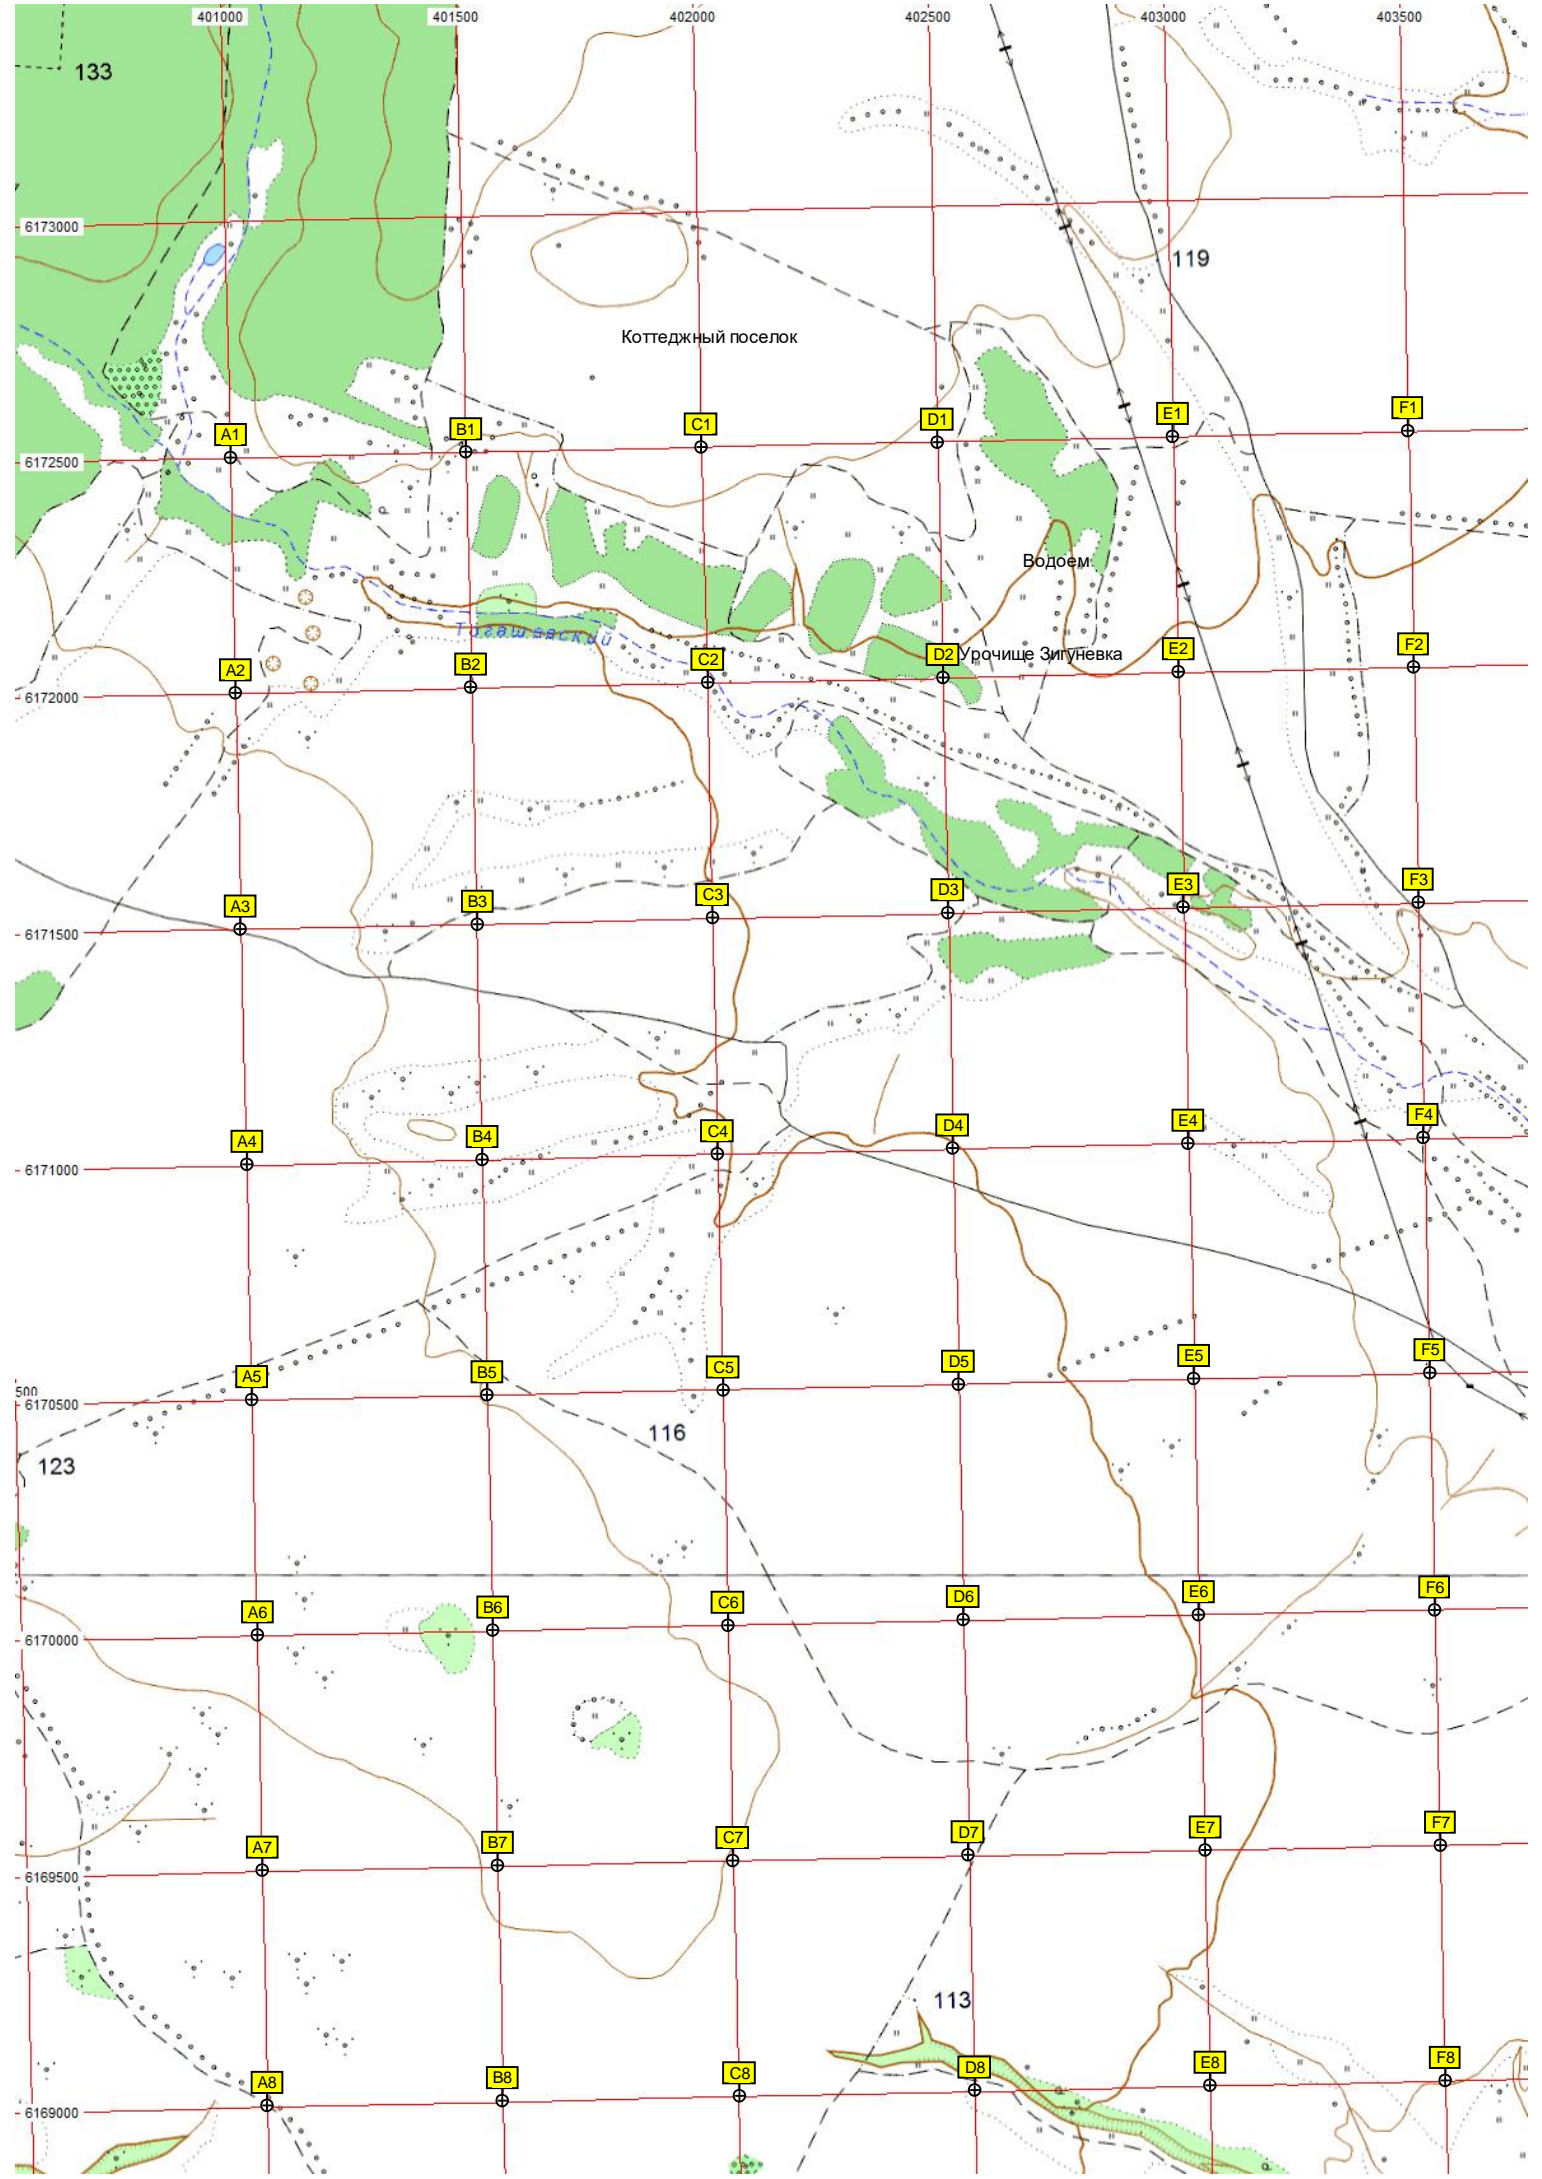 401000 401500 402000 402500 403000 403500
133
6173000
119
Коттеджный поселок
A1 B1 C1 D1 E1 F1
6172500
Водоем
Тогашевский
Урочище Зигуневка
A2 B2 C2 D2 E2 F2
6172000
A3 B3 C3 D3 E3 F3
6171500
A4 B4 C4 D4 E4 F4
6171000
A5 B5 C5 D5 E5 F5
500
6170500
116
123
A6 B6 C6 D6 E6 F6
6170000
A7 B7 C7 D7 E7 F7
6169500
113
A8 B8 C8 D8 E8 F8
6169000